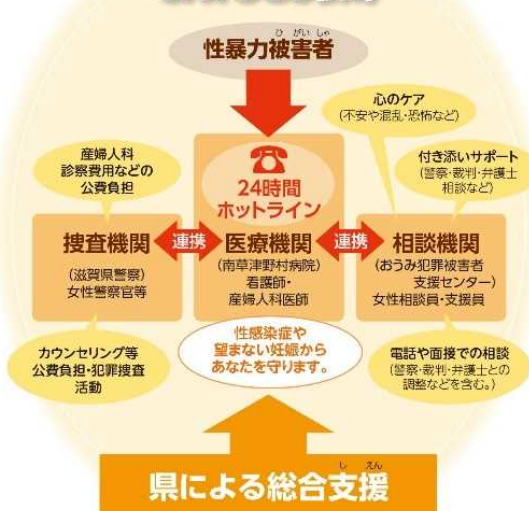 性暴力被害者
ひ がいしゃ
心のケア
(不安や混乱・恐怖など)
産婦人科
診察費用などの
公費負担
付き添いサポート
(警察・裁判・弁護士
相談など)
24時間
ホットライン
捜査機関
連携
医療機関
連携
相談機関
(滋賀県警察)
女性警察官等
(南草津野村病院)
看護師・
産婦人科医師
(おうみ犯罪被害者
支援センター)
女性相談員・支援員
カウンセリング等
公費負担・犯罪捜査
活動
性感染症や
望まない妊娠から
あなたを守ります。
電話や面接での相談
(警察・裁判・弁護士との
調整などを含む。)
し えん
県による総合支援